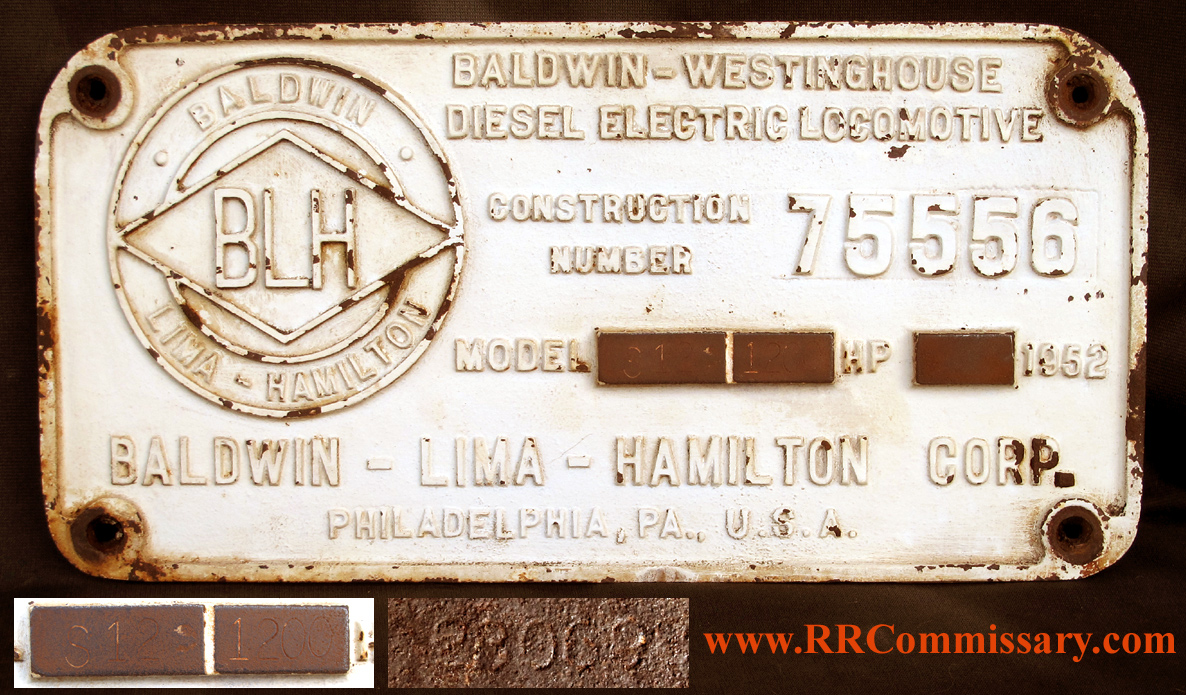 BALDWIN
BLH
LIMA - HAMILTON
BALDWIN - WESTINGHOUSE
DIESEL ELECTRIC LOCOMOTIVE
CONSTRUCTION
NUMBER
75556
MODEL HP 1952
BALDWIN - LIMA - HAMILTON CORP.
PHILADELPHIA, PA., U.S.A.
1200
www.RRCommissary.com